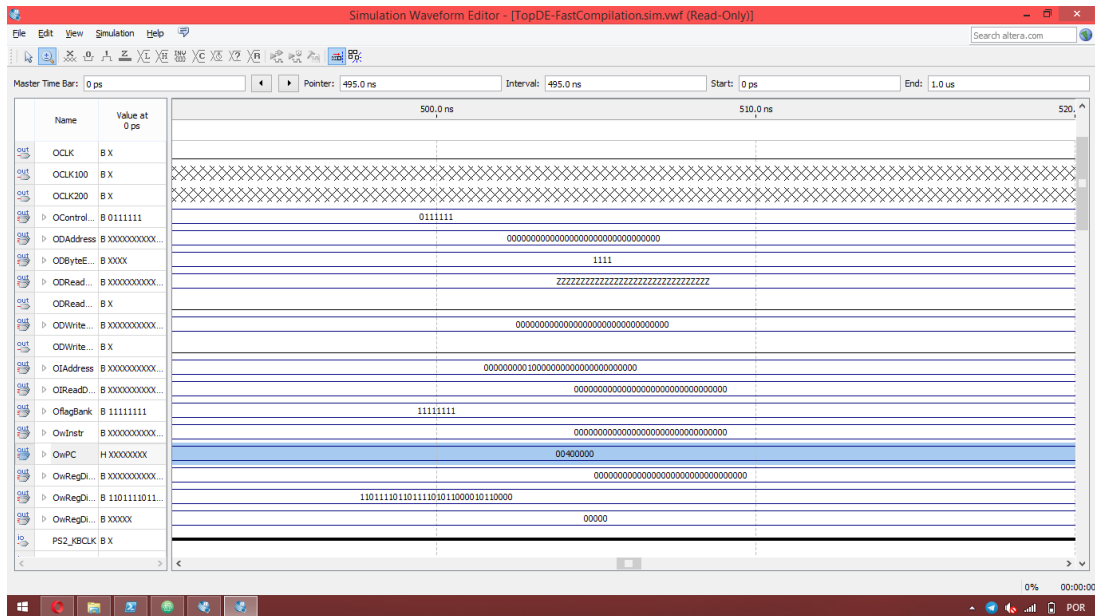 Simulation Waveform Editor - [TopDE-FastCompilation.sim.vwf (Read-Only)]
File Edit View Simulation Help
Search altera.com
Master Time Bar: 0 ps Pointer: 495.0 ns Interval: 495.0 ns Start: 0 ps End: 1.0 us
Name Value at 0 ps 500.0 ns 510.0 ns 520.
OCLK B X
OCLK100 B X
OCLK200 B X
OControl... B 0111111 0111111
ODAddress B XXXXXXXXXX... 00000000000000000000000000000000
ODByteE... B XXXX 1111
ODRead... B XXXXXXXXXX... ZZZZZZZZZZZZZZZZZZZZZZZZZZZZZZZZ
ODRead... B X
ODWrite... B XXXXXXXXXX... 00000000000000000000000000000000
ODWrite... B X
OIAddress B XXXXXXXXXX... 00000000010000000000000000000000
OIReadD... B XXXXXXXXXX... 00000000000000000000000000000000
OflagBank B 11111111 11111111
OwInstr B XXXXXXXXXX... 00000000000000000000000000000000
OwPC H XXXXXXXX 00400000
OwRegDi... B XXXXXXXXXX... 00000000000000000000000000000000
OwRegDi... B 1101111011... 11011110110111101011000010110000
OwRegDi... B XXXXX 00000
PS2_KBCLK B X
0% 00:00:00
POR